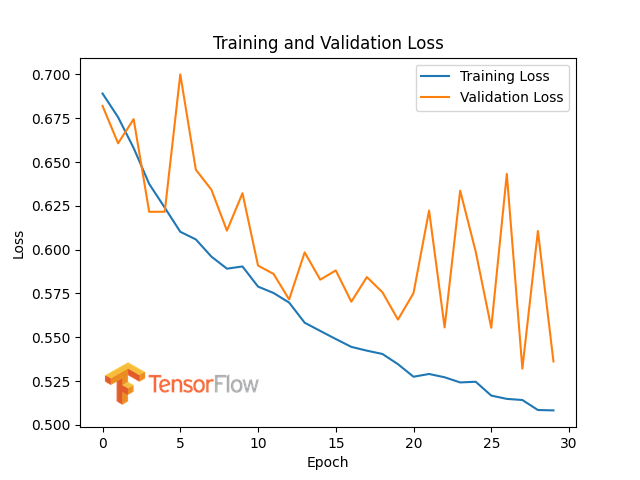 Training and Validation Loss
Training Loss
Validation Loss
Loss
0.700
0.675
0.650
0.625
0.600
0.575
0.550
0.525
0.500
TensorFlow
0 5 10 15 20 25 30
Epoch